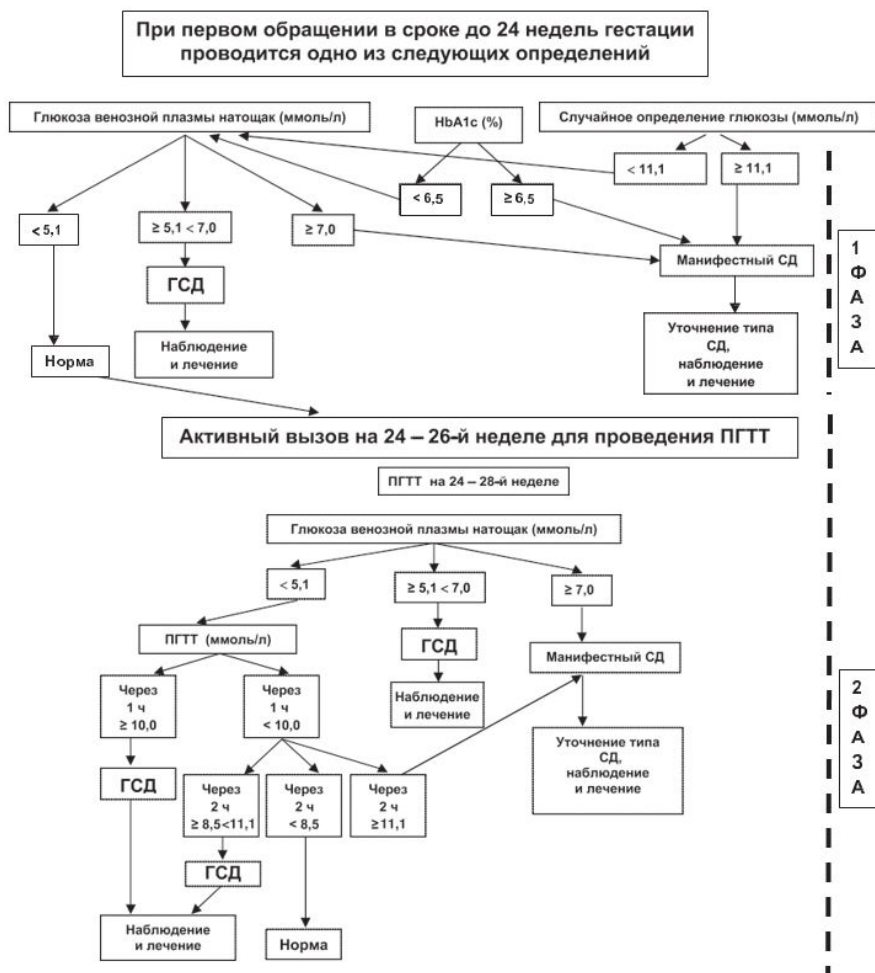 При первом обращении в сроке до 24 недель гестации
проводится одно из следующих определений
Глюкоза венозной плазмы натощак (ммоль/л)
HbA1c (%)
Случайное определение глюкозы (ммоль/л)
< 11,1
≥ 11,1
< 6,5
≥ 6,5
< 5,1
≥ 5,1 < 7,0
≥ 7,0
Манифестный СД
ГСД
Уточнение типа
СД,
наблюдение
и лечение
Наблюдение
и лечение
Норма
1
Ф
А
З
А
Активный вызов на 24 – 26-й неделе для проведения ПГТТ
ПГТТ на 24 – 28-й неделе
Глюкоза венозной плазмы натощак (ммоль/л)
< 5,1
≥ 5,1 < 7,0
≥ 7,0
ПГТТ (ммоль/л)
ГСД
Манифестный СД
Через
1 ч
≥ 10,0
Через
1 ч
< 10,0
Наблюдение
и лечение
Уточнение типа
СД,
наблюдение
и лечение
ГСД
Через
2 ч
≥ 8,5<11,1
Через
2 ч
< 8,5
Через
2 ч
≥11,1
ГСД
Наблюдение
и лечение
Норма
2
Ф
А
З
А